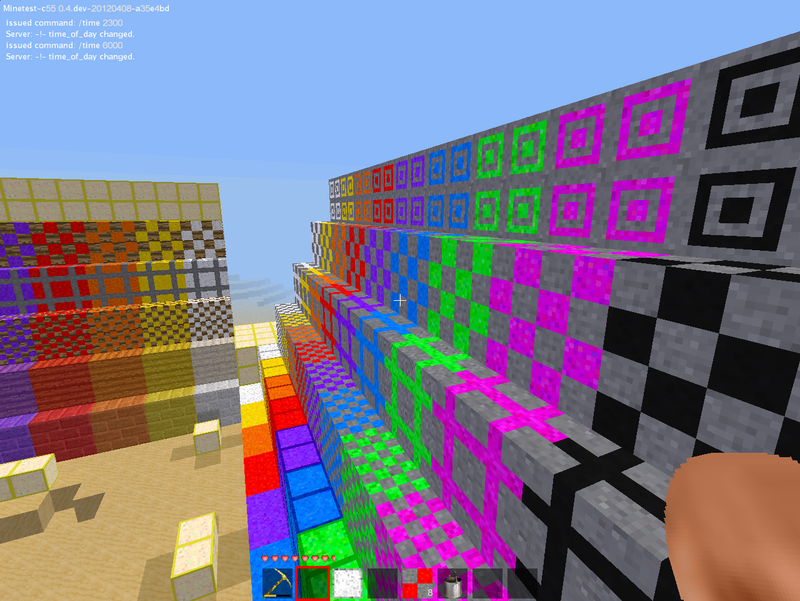 Minetest-c55 0.4.dev-20120408-a35e4bd
Issued command: /time 2300
Server: -!- time_of_day changed.
Issued command: /time 6000
Server: -!- time_of_day changed.
8